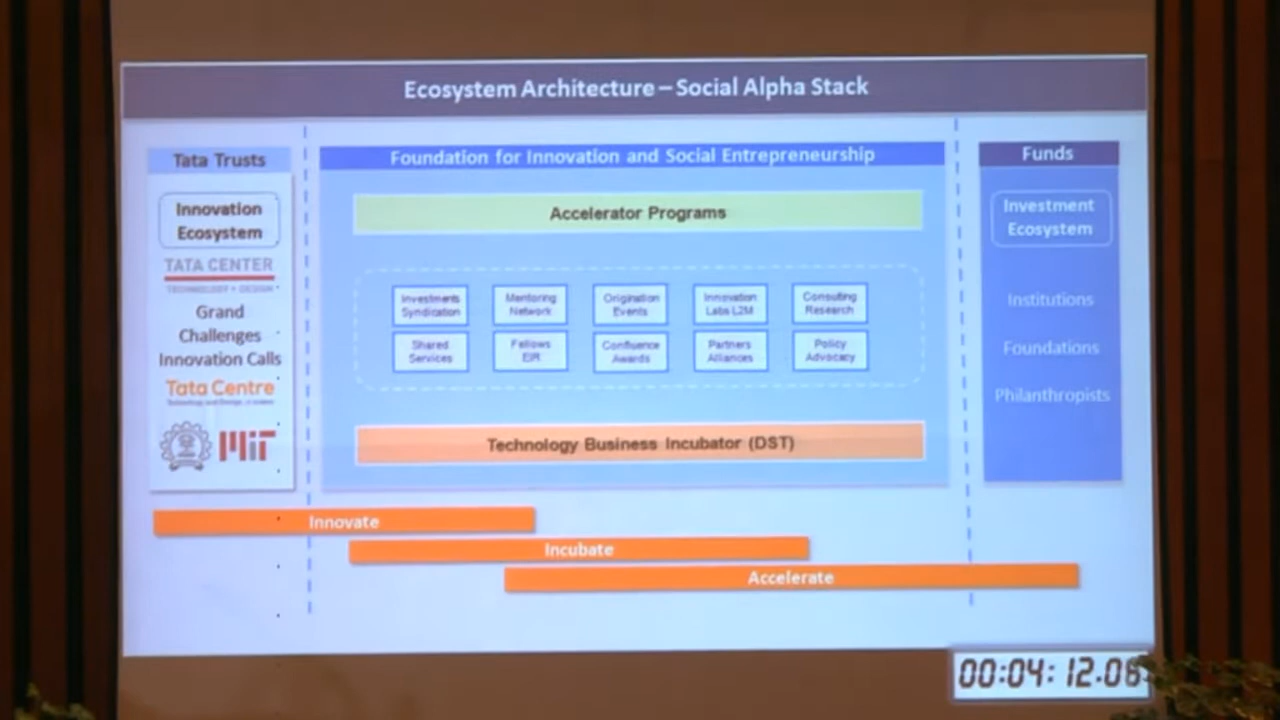 Ecosystem Architecture – Social Alpha Stack
Tata Trusts
Innovation
Ecosystem
TATA CENTER
TECHNOLOGY + DESIGN
Grand
Challenges
Innovation Calls
Tata Centre
MIT
Foundation for Innovation and Social Entrepreneurship
Accelerator Programs
Investments
Syndication
Mentoring
Network
Origination
Events
Innovation
Labs L2M
Consulting
Research
Shared
Services
Fellows
EIR
Confluence
Awards
Partners
Alliances
Policy
Advocacy
Technology Business Incubator (DST)
Funds
Investment
Ecosystem
Institutions
Foundations
Philanthropists
Innovate
Incubate
Accelerate
00:04:12.06